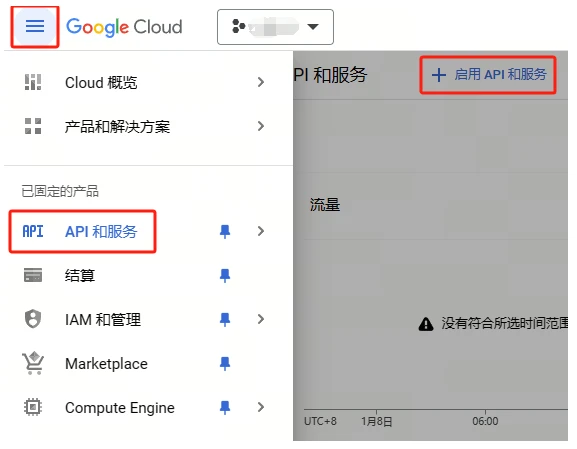 Google Cloud
Cloud 概览
产品和解决方案
已固定的产品
API API 和服务
结算
IAM 和管理
Marketplace
Compute Engine
PI 和服务
启用 API 和服务
流量
没有符合所选时间范围
UTC+8 1月8日 06:00